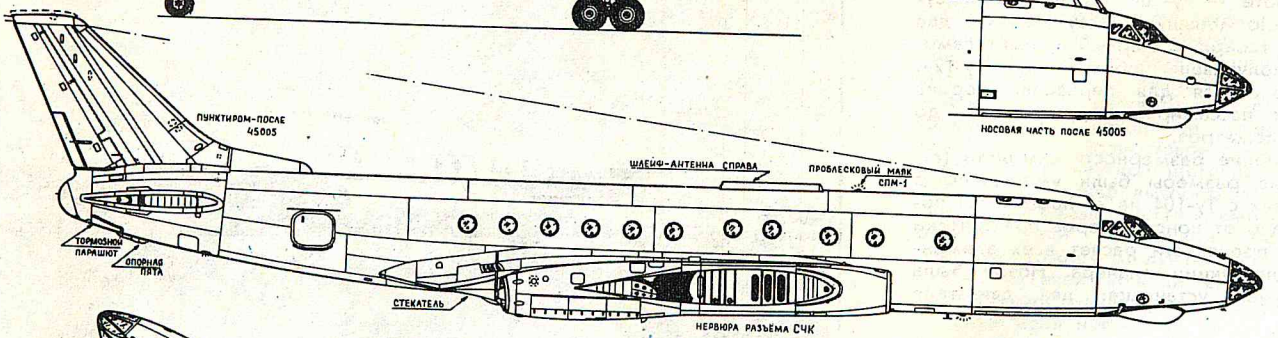 ПУНКТИРОМ-ПОСЛЕ
45005
НОСОВАЯ ЧАСТЬ ПОСЛЕ 45005
ШЛЕЙФ-АНТЕННА СПРАВА
ПРОБЛЕСКОВЫЙ МАЯК
СПМ-1
ТОРМОЗНОЙ
ПАРАШЮТ
ОПОРНАЯ
ПЯТА
СТЕКАТЕЛЬ
НЕРВЮРА РАЗЪЁМА СЧК